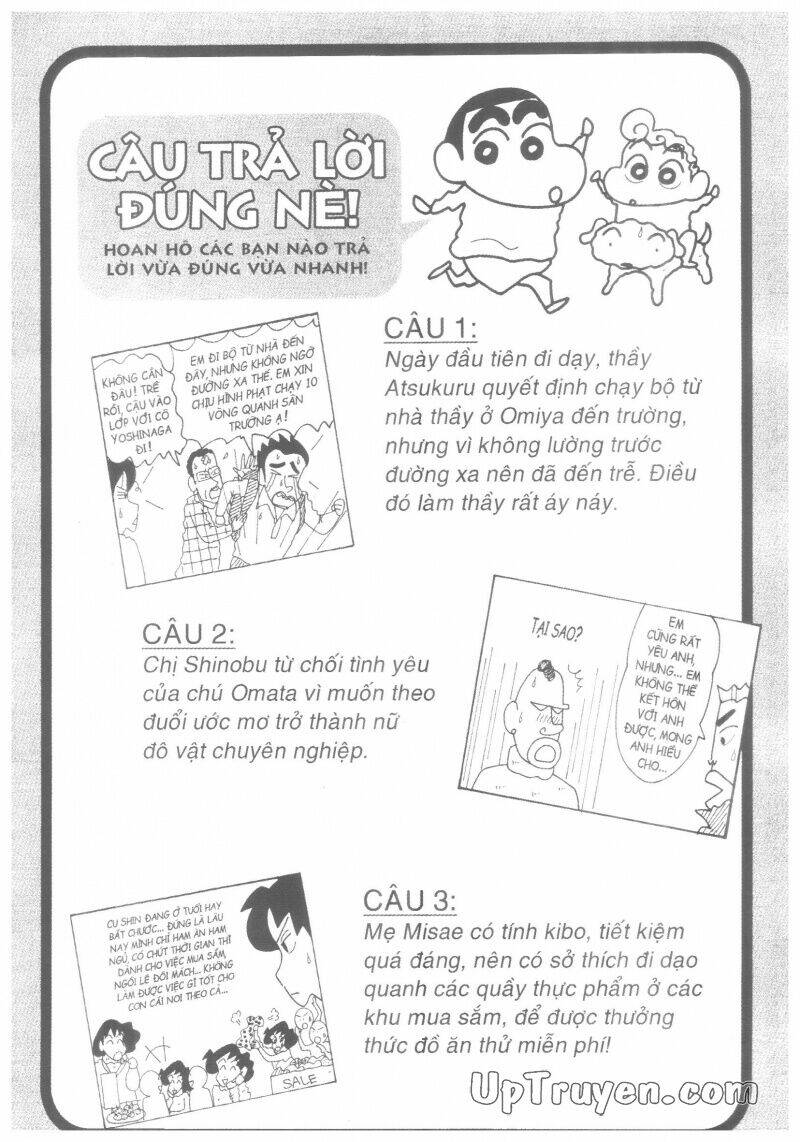 CÂU TRẢ LỜI
ĐÚNG NÈ!
HOAN HÔ CÁC BẠN NÀO TRẢ
LỜI VỪA ĐÚNG VỪA NHANH!
CÂU 1:
Ngày đầu tiên đi dạy, thầy
Atsukuru quyết định chạy bộ từ
nhà thầy ở Omiya đến trường,
nhưng vì không lường trước
đường xa nên đã đến trễ. Điều
đó làm thầy rất áy náy.
EM ĐI BỘ TỪ NHÀ ĐẾN
ĐÂY, NHƯNG KHÔNG NGỜ
ĐƯỜNG XA THẾ. EM XIN
CHỊU HÌNH PHẠT CHẠY 10
VÒNG QUANH SÂN
TRƯỜNG Ạ!
KHÔNG CẦN
ĐÂU! TRỄ
RỒI, CẬU VÀO
LỚP VỚI CÔ
YOSHINAGA
ĐI!
CÂU 2:
Chị Shinobu từ chối tình yêu
của chú Omata vì muốn theo
đuổi ước mơ trở thành nữ
đô vật chuyên nghiệp.
TẠI SAO?
EM
CŨNG RẤT
YÊU ANH,
NHƯNG... EM
KHÔNG THỂ
KẾT HÔN
VỚI ANH
ĐƯỢC, MONG
ANH HIỂU
CHO...
CÂU 3:
Mẹ Misae có tính kibo, tiết kiệm
quá đáng, nên có sở thích đi dạo
quanh các quầy thực phẩm ở các
khu mua sắm, để được thưởng
thức đồ ăn thử miễn phí!
CU SHIN ĐANG Ở TUỔI HAY
BẮT CHƯỚC... ĐÚNG LÀ LÂU
NAY MÌNH CHỈ HAM ĂN HAM
NGỦ, CÓ CHÚT THỜI GIAN THÌ
DÀNH CHO VIỆC MUA SẮM,
NGỒI LÊ ĐÔI MÁCH... KHÔNG
LÀM ĐƯỢC VIỆC GÌ TỐT CHO
CON CÁI NOI THEO CẢ...
SALE
UpTruyen.com